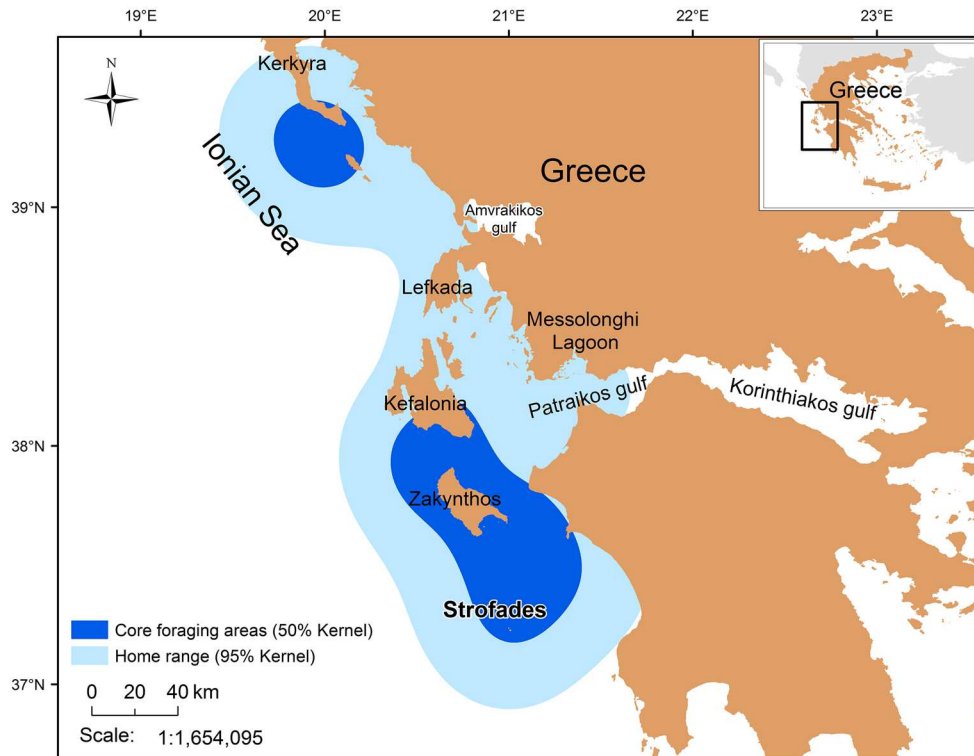 19°E
20°E
21°E
22°E
23°E
N
Kerkyra
Greece
Ionian Sea
Greece
39°N
Amvrakikos
gulf
Lefkada
Messolonghi
Lagoon
Patraikos gulf
Korinthiakos gulf
Kefalonia
38°N
Zakynthos
Strofades
Core foraging areas (50% Kernel)
Home range (95% Kernel)
37°N
0 20 40 km
Scale: 1:1,654,095